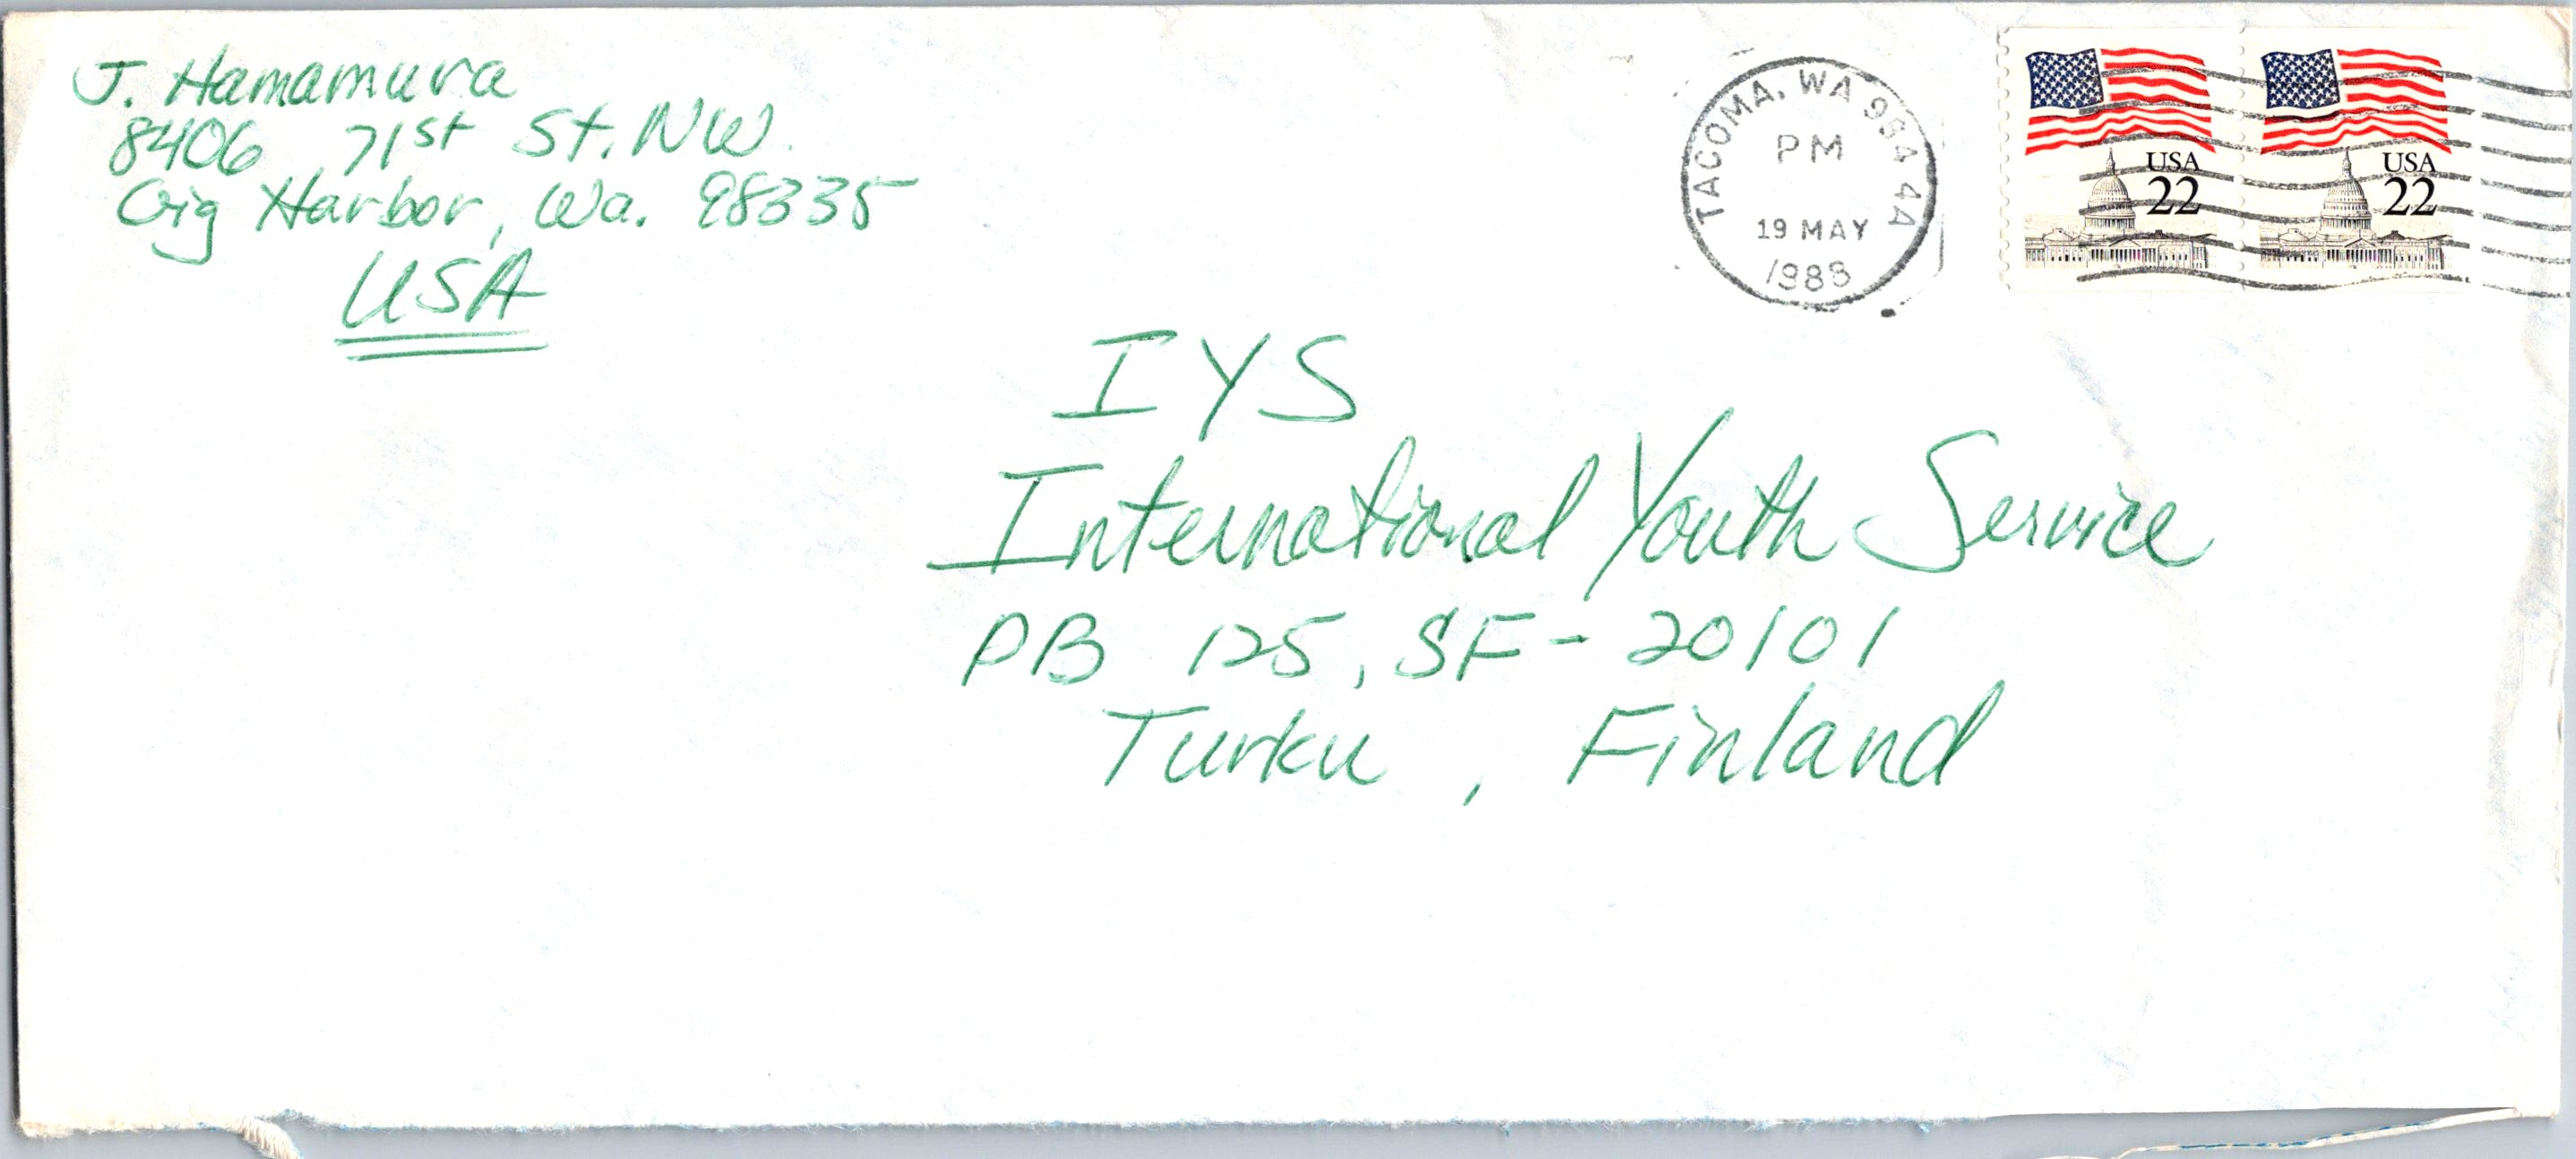 J. Hamamura
8406 71st St. NW.
Gig Harbor, Wa. 98335
USA
TACOMA, WA 984 4A
PM
19 MAY
1988
USA
22
USA
22
IYS
International Youth Service
PB 125, SF - 20101
Turku, Finland